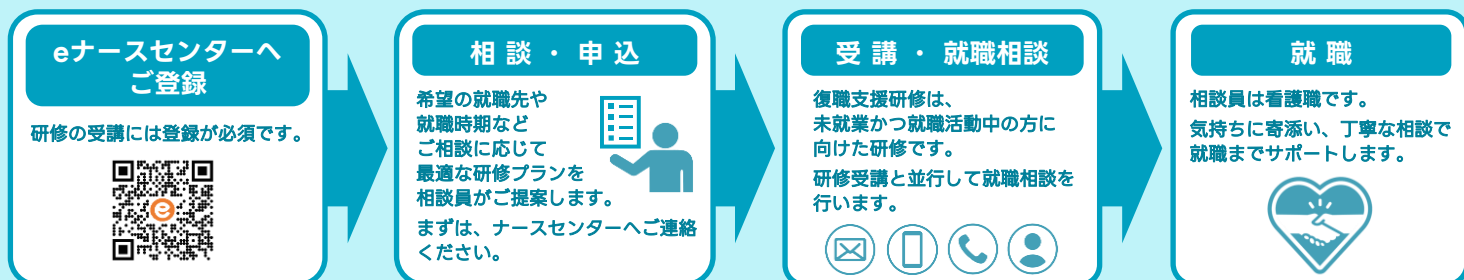 eナースセンターへ
ご登録
研修の受講には登録が必須です。
e
相談・申込
希望の就職先や
就職時期など
ご相談に応じて
最適な研修プランを
相談員がご提案します。
まずは、ナースセンターへご連絡
ください。
受講・就職相談
復職支援研修は、
未就業かつ就職活動中の方に
向けた研修です。
研修受講と並行して就職相談を
行います。
就職
相談員は看護職です。
気持ちに寄添い、丁寧な相談で
就職までサポートします。